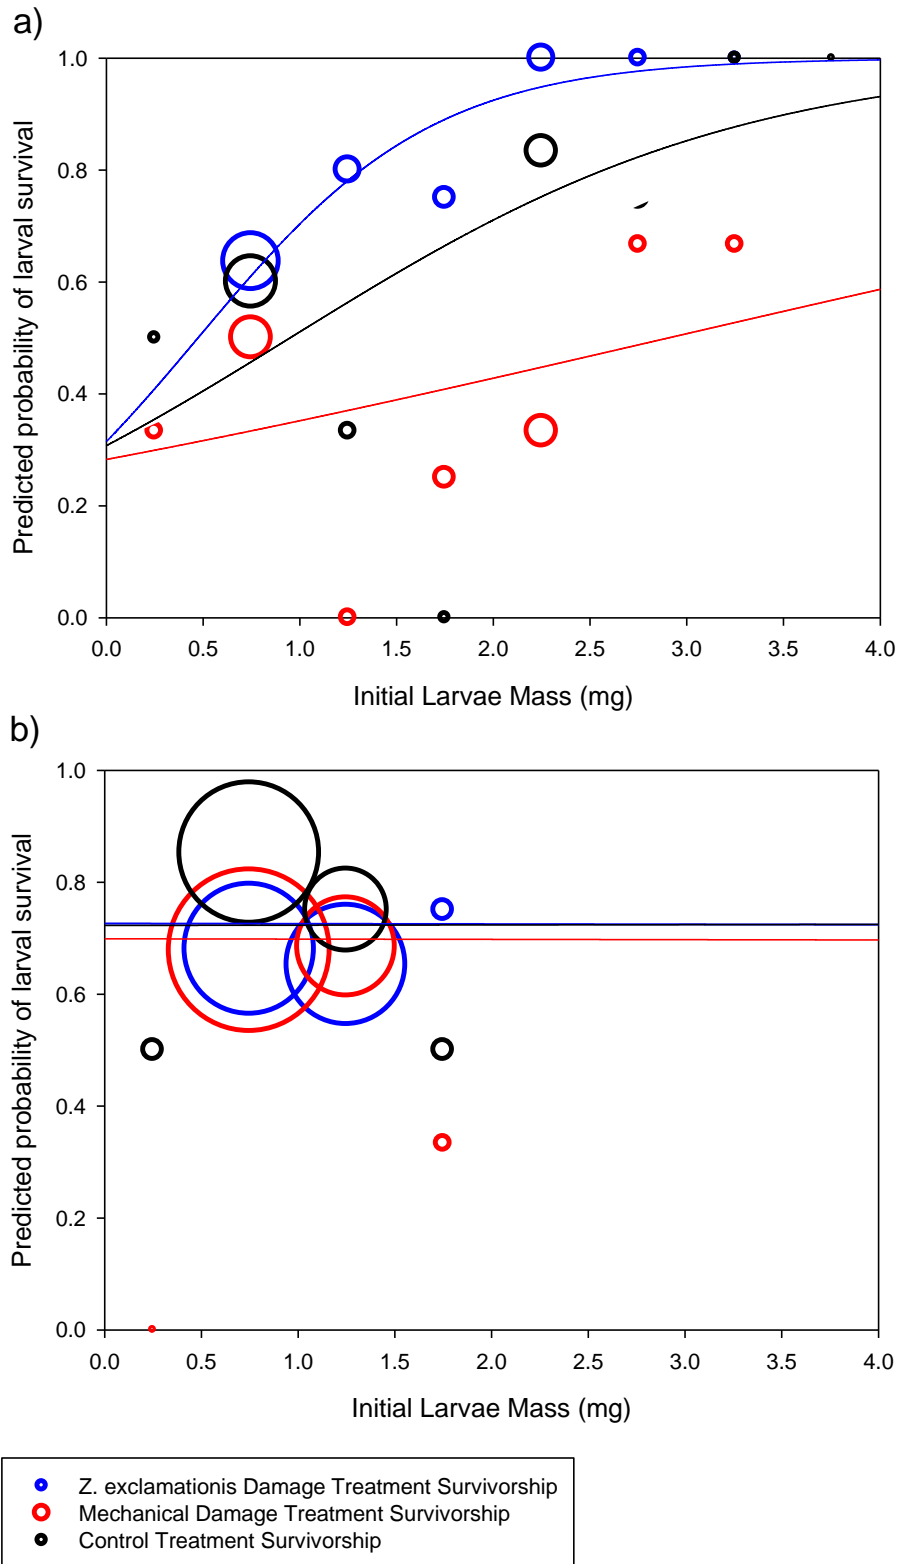 a)
Predicted probability of larval survival
1.0
0.8
0.6
0.4
0.2
0.0
0.0 0.5 1.0 1.5 2.0 2.5 3.0 3.5 4.0
Initial Larvae Mass (mg)
b)
Predicted probability of larval survival
1.0
0.8
0.6
0.4
0.2
0.0
0.0 0.5 1.0 1.5 2.0 2.5 3.0 3.5 4.0
Initial Larvae Mass (mg)
Z. exclamationis Damage Treatment Survivorship
Mechanical Damage Treatment Survivorship
Control Treatment Survivorship